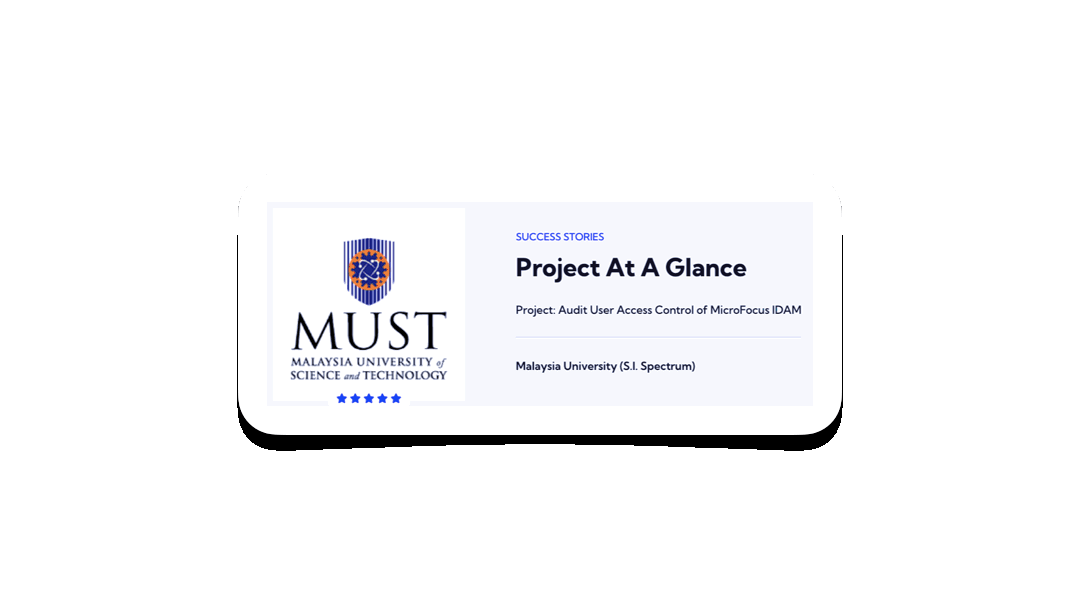 MUST
MALAYSIA UNIVERSITY of
SCIENCE and TECHNOLOGY
SUCCESS STORIES
Project At A Glance
Project: Audit User Access Control of MicroFocus IDAM
Malaysia University (S.I. Spectrum)